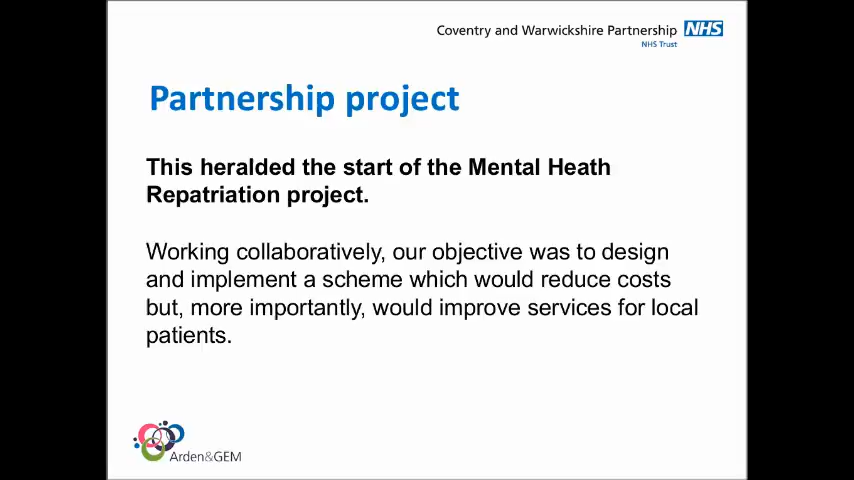 Coventry and Warwickshire Partnership NHS
NHS Trust
Partnership project
This heralded the start of the Mental Heath
Repatriation project.
Working collaboratively, our objective was to design
and implement a scheme which would reduce costs
but, more importantly, would improve services for local
patients.
Arden&GEM